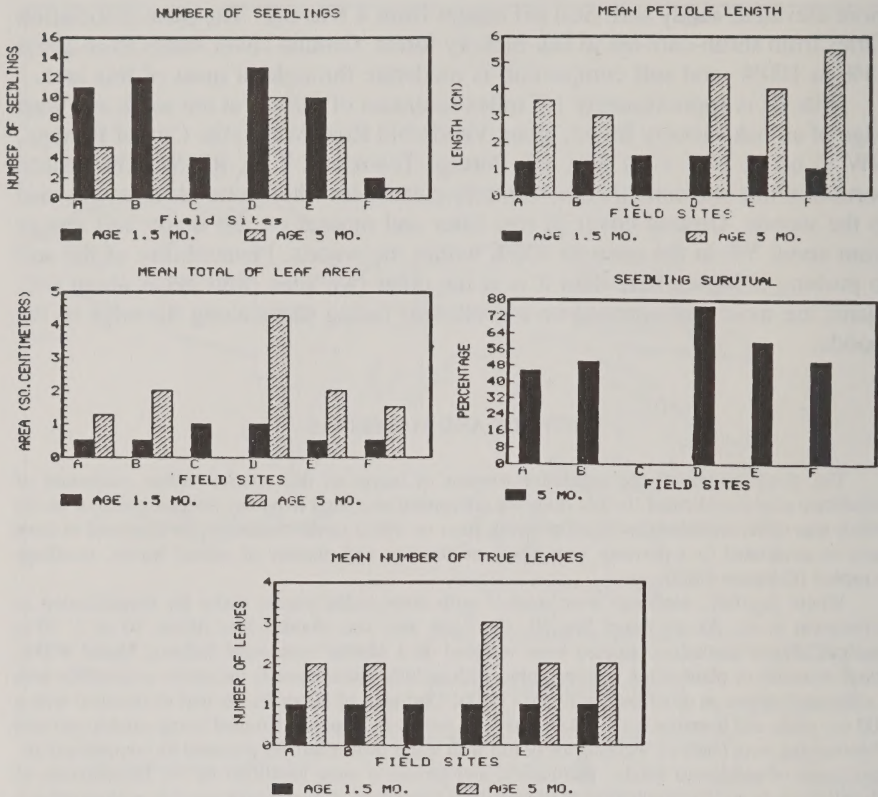 NUMBER OF SEEDLINGS
NUMBER OF SEEDLINGS
16
14
12
10
8
6
4
2
0
A B C D E F
Field Sites
AGE 1.5 MO. AGE 5 MO.
MEAN PETIOLE LENGTH
LENGTH (CM)
6
5
4
3
2
1
0
A B C D E F
FIELD SITES
AGE 1.5 MO. AGE 5 MO.
MEAN TOTAL OF LEAF AREA
AREA (SQ.CENTIMETERS)
5
4
3
2
1
0
A B C D E F
FIELD SITES
AGE 1.5 MO. AGE 5 MO.
SEEDLING SURVIVAL
PERCENTAGE
80
72
64
56
48
40
32
24
16
8
0
A B C D E F
FIELD SITES
5 MO.
MEAN NUMBER OF TRUE LEAVES
NUMBER OF LEAVES
4
3
2
1
0
A B C D E F
FIELD SITES
AGE 1.5 MO. AGE 5 MO.